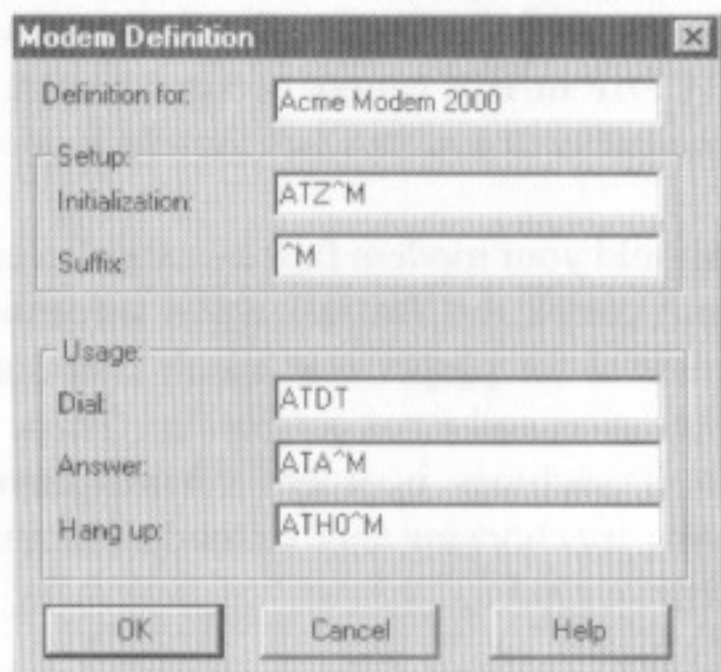 Modem Definition
Definition for: Acme Modem 2000
Setup:
Initialization: ATZ^M
Suffix: ^M
Usage:
Dial: ATDT
Answer: ATA^M
Hang up: ATH0^M
OK Cancel Help